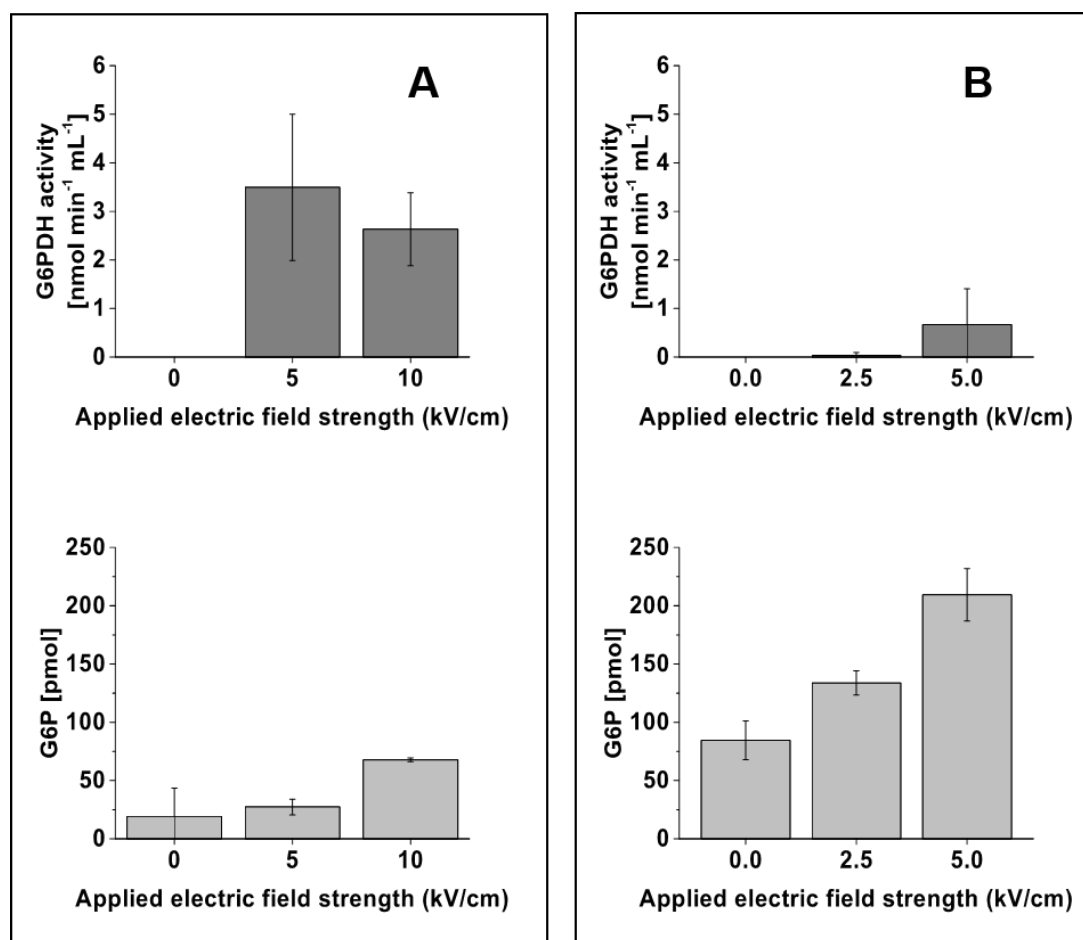 A
G6PDH activity
[nmol min⁻¹ mL⁻¹]
6
5
4
3
2
1
0
0 5 10
Applied electric field strength (kV/cm)
G6P [pmol]
250
200
150
100
50
0
0 5 10
Applied electric field strength (kV/cm)
B
G6PDH activity
[nmol min⁻¹ mL⁻¹]
6
5
4
3
2
1
0
0.0 2.5 5.0
Applied electric field strength (kV/cm)
G6P [pmol]
250
200
150
100
50
0
0.0 2.5 5.0
Applied electric field strength (kV/cm)